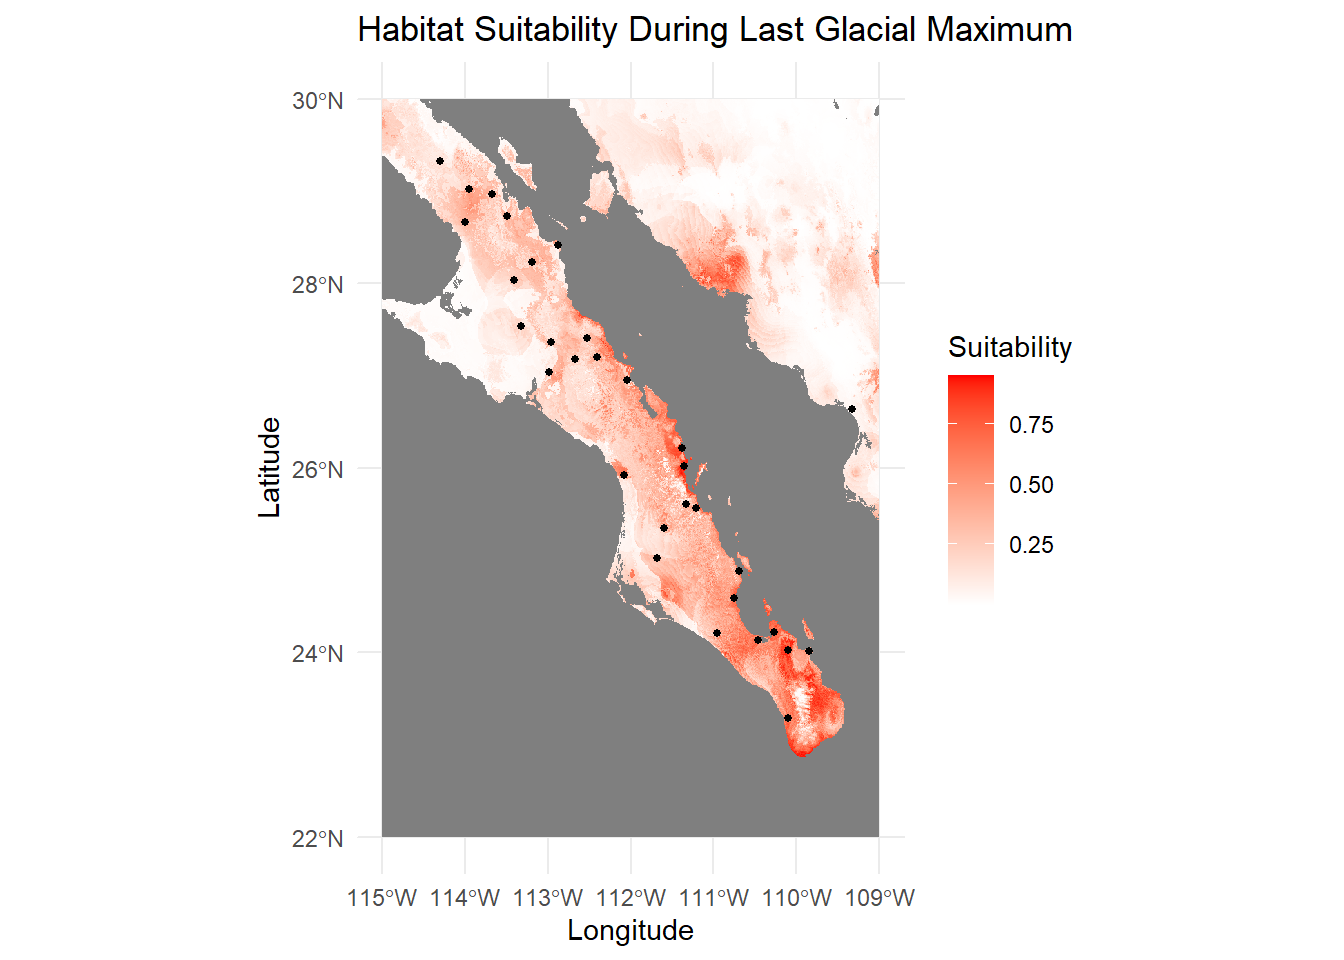 Habitat Suitability During Last Glacial Maximum
30°N
28°N
26°N
24°N
22°N
Latitude
115°W 114°W 113°W 112°W 111°W 110°W 109°W
Longitude
Suitability
0.75
0.50
0.25